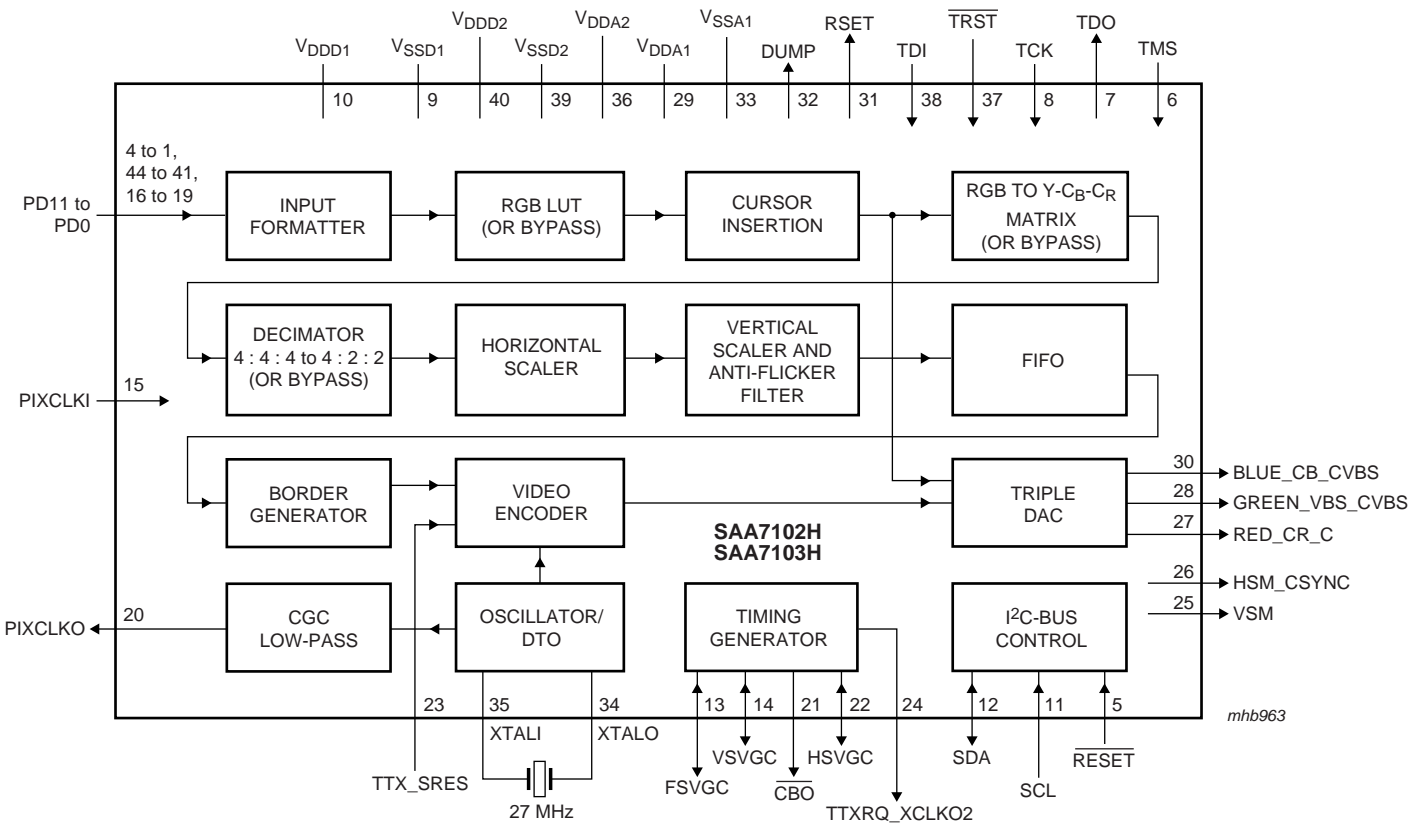 VDDD1
VSSD1
VDDD2
VSSD2
VDDA2
VDDA1
VSSA1
DUMP
RSET
TDI
TRST
TCK
TDO
TMS
10
9
40
39
36
29
33
32
31
38
37
8
7
6
4 to 1,
44 to 41,
16 to 19
PD11 to
PD0
INPUT
FORMATTER
RGB LUT
(OR BYPASS)
CURSOR
INSERTION
RGB TO Y-CB-CR
MATRIX
(OR BYPASS)
DECIMATOR
4 : 4 : 4 to 4 : 2 : 2
(OR BYPASS)
HORIZONTAL
SCALER
VERTICAL
SCALER AND
ANTI-FLICKER
FILTER
FIFO
15
PIXCLKI
BORDER
GENERATOR
VIDEO
ENCODER
TRIPLE
DAC
30
BLUE_CB_CVBS
28
GREEN_VBS_CVBS
27
RED_CR_C
SAA7102H
SAA7103H
26
HSM_CSYNC
25
VSM
20
PIXCLKO
CGC
LOW-PASS
OSCILLATOR/
DTO
TIMING
GENERATOR
I2C-BUS
CONTROL
23
35
34
13
14
21
22
24
12
11
5
mhb963
XTALI
XTALO
TTX_SRES
27 MHz
FSVGC
VSVGC
CBO
HSVGC
TTXRQ_XCLKO2
SDA
SCL
RESET